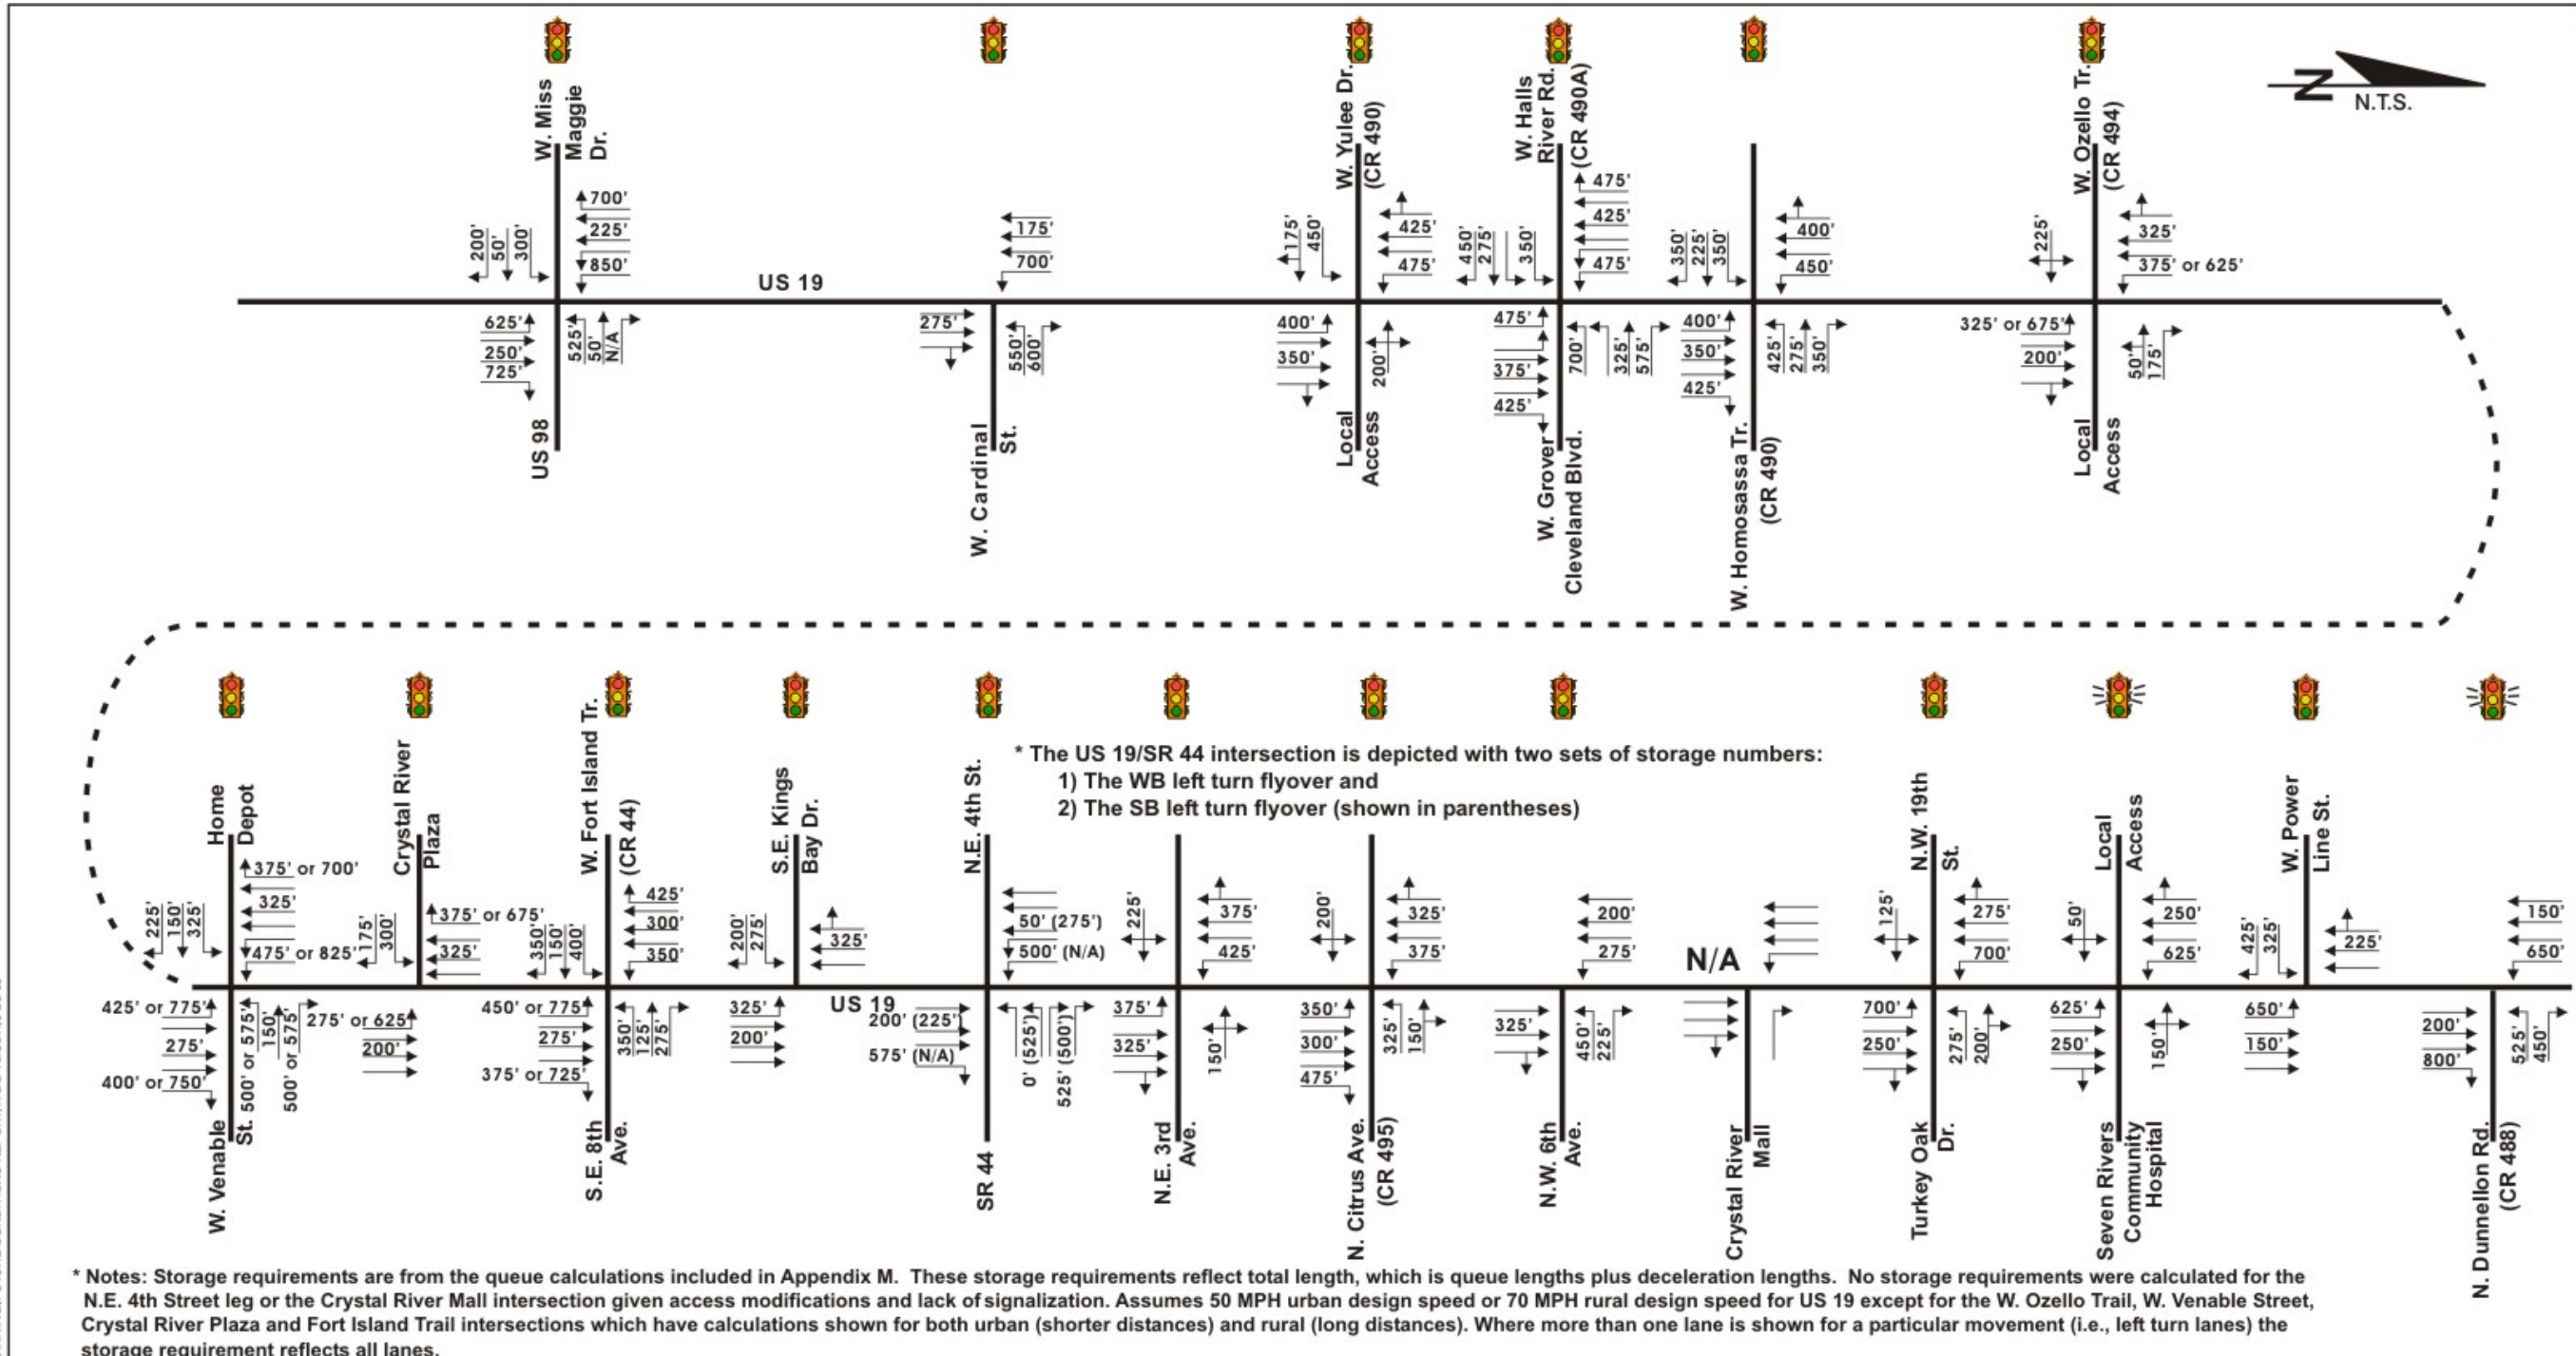 N
N.T.S.
W. Miss
Maggie
Dr.
700'
225'
850'
200'
50'
300'
625'
250'
725'
525'
50'
N/A
US 98
US 19
175'
700'
275'
550'
600'
W. Cardinal
St.
W. Yulee Dr.
(CR 490)
175'
450'
425'
475'
400'
350'
200'
Local
Access
W. Halls
River Rd.
(CR 490A)
450'
275'
350'
475'
425'
475'
475'
375'
425'
700'
325'
575'
W. Grover
Cleveland Blvd.
350'
225'
350'
400'
450'
400'
350'
425'
425'
275'
350'
W. Homosassa Tr.
(CR 490)
W. Ozello Tr.
(CR 494)
225'
325'
375' or 625'
325' or 675'
200'
50'
175'
Local
Access
* The US 19/SR 44 intersection is depicted with two sets of storage numbers:
1) The WB left turn flyover and
2) The SB left turn flyover (shown in parentheses)
Home
Depot
225'
150'
325'
375' or 700'
325'
475' or 825'
425' or 775'
275'
400' or 750'
500' or 575'
150'
500' or 575'
W. Venable
St.
Crystal River
Plaza
175'
300'
375' or 675'
325'
275' or 625'
200'
W. Fort Island Tr.
(CR 44)
350'
150'
400'
425'
300'
350'
450' or 775'
275'
375' or 725'
350'
125'
275'
S.E. 8th
Ave.
S.E. Kings
Bay Dr.
200'
275'
325'
325'
200'
US 19
N.E. 4th St.
50' (275')
500' (N/A)
200' (225')
575' (N/A)
0' (525')
525' (500')
SR 44
225'
375'
425'
375'
325'
150'
N.E. 3rd
Ave.
200'
325'
375'
350'
300'
475'
325'
150'
N. Citrus Ave.
(CR 495)
200'
275'
325'
450'
225'
N.W. 6th
Ave.
N/A
Crystal River
Mall
N.W. 19th
St.
125'
275'
700'
700'
250'
275'
200'
Turkey Oak
Dr.
Local
Access
50'
250'
625'
625'
250'
150'
Seven Rivers
Community
Hospital
W. Power
Line St.
425'
325'
225'
650'
150'
150'
650'
200'
800'
525'
450'
N. Dunnellon Rd.
(CR 488)
* Notes: Storage requirements are from the queue calculations included in Appendix M. These storage requirements reflect total length, which is queue lengths plus deceleration lengths. No storage requirements were calculated for the
N.E. 4th Street leg or the Crystal River Mall intersection given access modifications and lack of signalization. Assumes 50 MPH urban design speed or 70 MPH rural design speed for US 19 except for the W. Ozello Trail, W. Venable Street,
Crystal River Plaza and Fort Island Trail intersections which have calculations shown for both urban (shorter distances) and rural (long distances). Where more than one lane is shown for a particular movement (i.e., left turn lanes) the
storage requirement reflects all lanes.